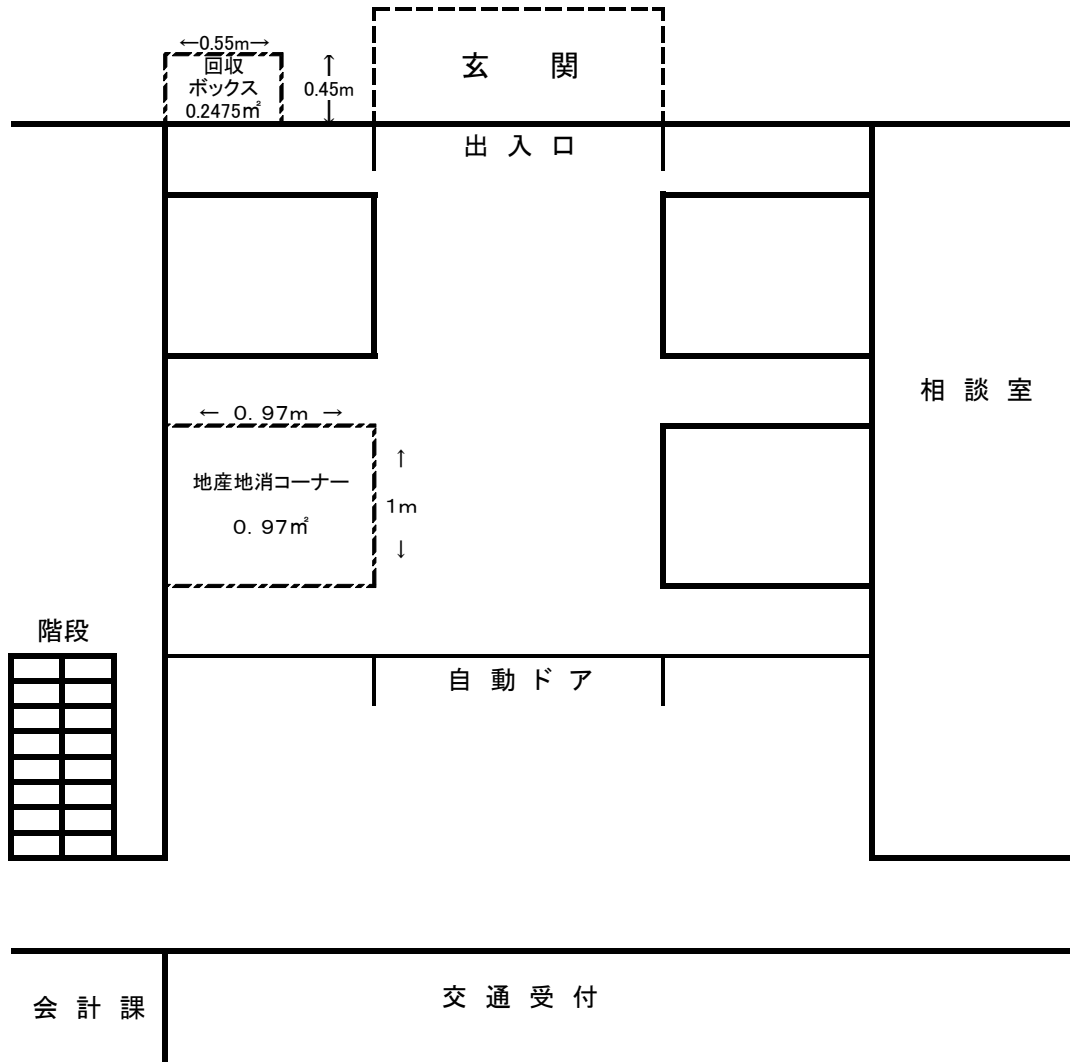 ←0.55m→
回収
ボックス
0.2475㎡
↑
0.45m
↓
玄 関
出 入 口
相 談 室
← 0.97m →
地産地消コーナー
0.97㎡
↑
1m
↓
階段
自 動 ド ア
会 計 課
交 通 受 付